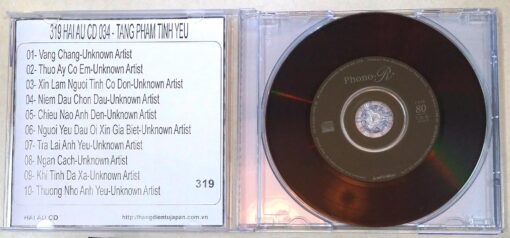 319 HAI AU CD 034 - TANG PHAM TINH YEU
01- Vang Chang-Unknown Artist
02- Thuo Ay Co Em-Unknown Artist
03- Xin Lam Nguoi Tinh Co Don-Unknown Artist
04- Niem Dau Chon Dau-Unknown Artist
05- Chieu Nao Anh Den-Unknown Artist
06- Nguoi Yeu Dau Oi Xin Gia Biet-Unknown Artist
07- Tra Lai Anh Yeu-Unknown Artist
08- Ngan Cach-Unknown Artist
09- Khi Tinh Da Xa-Unknown Artist
10- Thuong Nho Anh Yeu-Unknown Artist
319
HAI AU CD http://hangdientujapan.com.vn
Phono-R
80